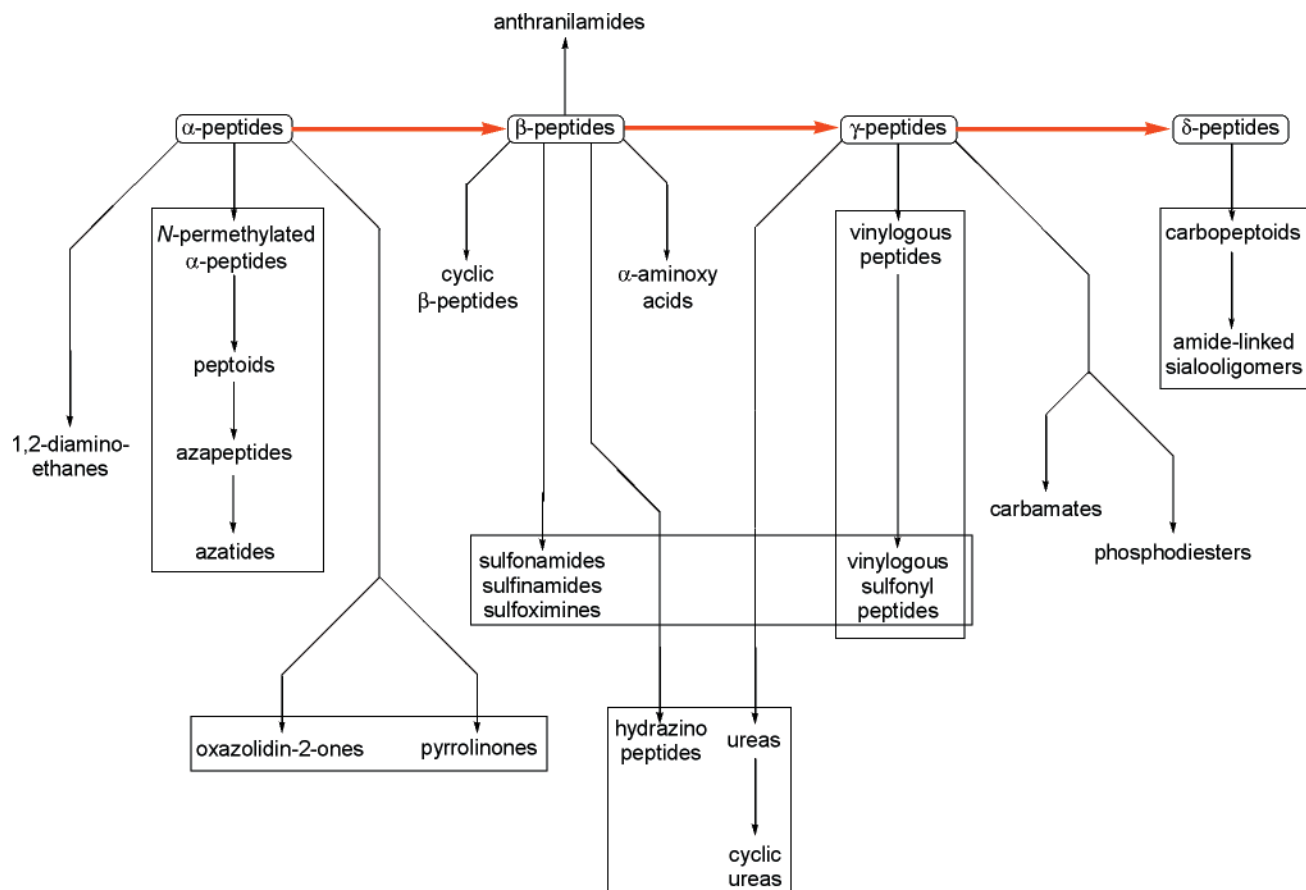 anthranilamides
α-peptides
β-peptides
γ-peptides
δ-peptides
N-permethylated
α-peptides
peptoids
azapeptides
azatides
1,2-diamino-
ethanes
cyclic
β-peptides
α-aminoxy
acids
vinylogous
peptides
carbopeptoids
amide-linked
sialooligomers
carbamates
phosphodiesters
sulfonamides
sulfinamides
sulfoximines
vinylogous
sulfonyl
peptides
oxazolidin-2-ones
pyrrolinones
hydrazino
peptides
ureas
cyclic
ureas